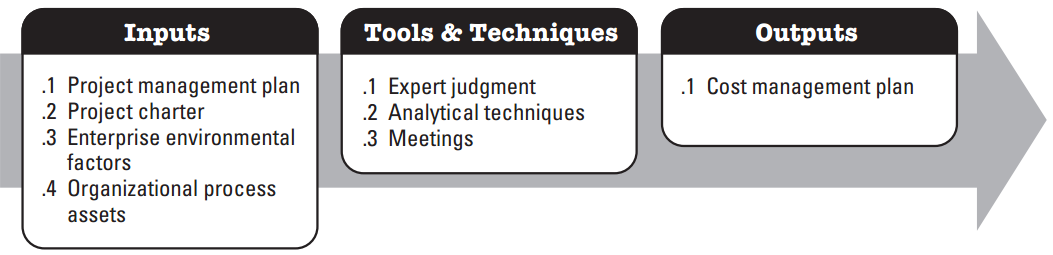 Inputs
.1 Project management plan
.2 Project charter
.3 Enterprise environmental
factors
.4 Organizational process
assets
Tools & Techniques
.1 Expert judgment
.2 Analytical techniques
.3 Meetings
Outputs
.1 Cost management plan